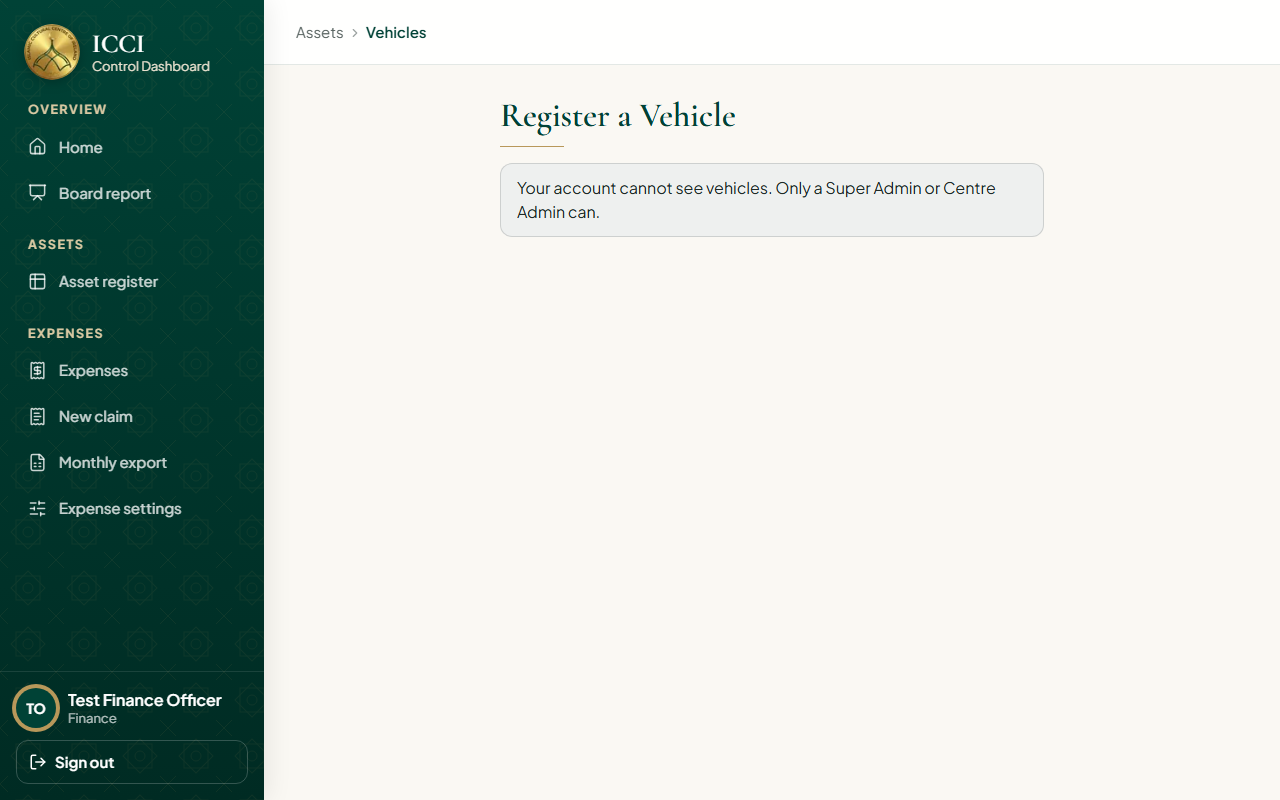 ICCI
Control Dashboard
OVERVIEW
Home
Board report
ASSETS
Asset register
EXPENSES
Expenses
New claim
Monthly export
Expense settings
TO
Test Finance Officer
Finance
Sign out
Assets > Vehicles
Register a Vehicle
Your account cannot see vehicles. Only a Super Admin or Centre
Admin can.